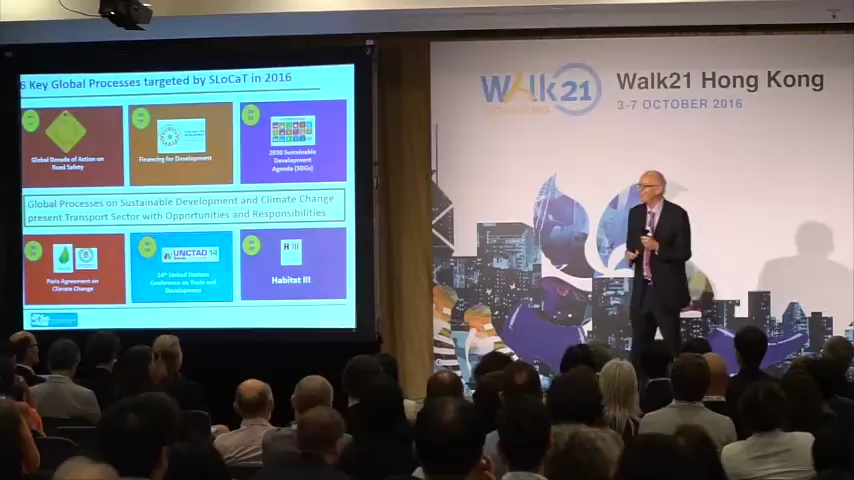 6 Key Global Processes targeted by SLoCaT in 2016
Global Decade of Action on
Road Safety
Financing for Development
2030 Sustainable
Development
Agenda (SDGs)
Global Processes on Sustainable Development and Climate Change
present Transport Sector with Opportunities and Responsibilities
Paris Agreement on
Climate Change
UNCTAD 14
14th United Nations
Conference on Trade and
Development
H III
Habitat III
Walk21
HONG KONG
Walk21 Hong Kong
3-7 OCTOBER 2016